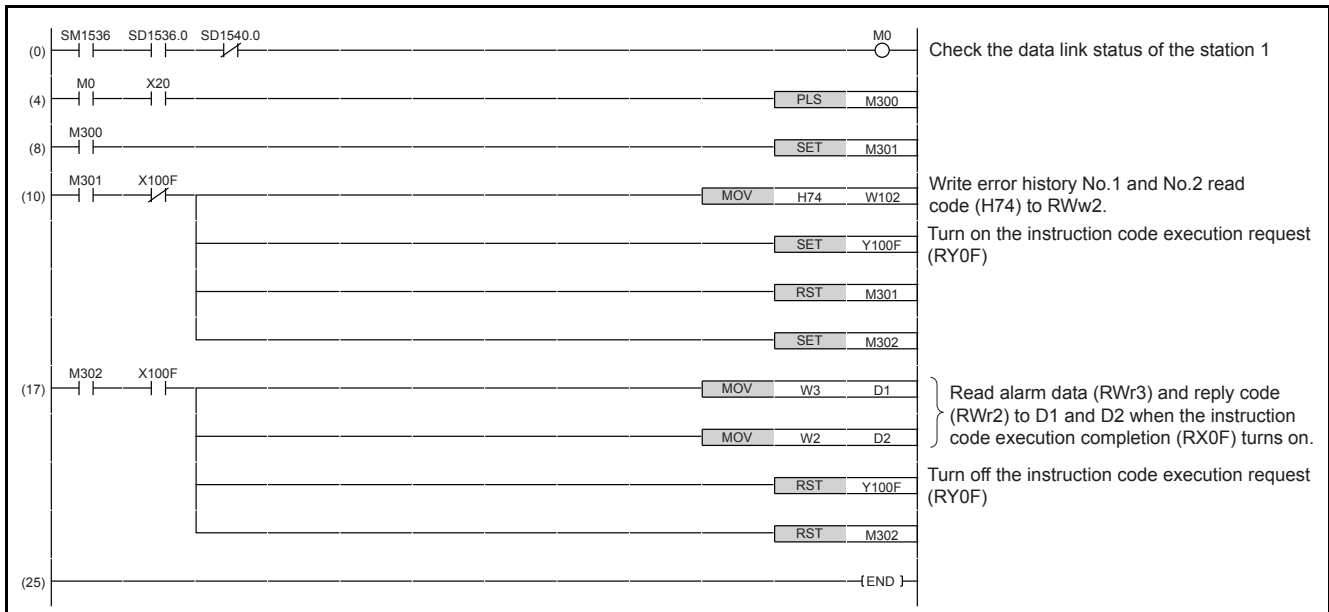 SM1536 SD1536.0 SD1540.0 M0
(0) Check the data link status of the station 1
M0 X20
(4) PLS M300
M300
(8) SET M301
M301 X100F
(10) MOV H74 W102
Write error history No.1 and No.2 read
code (H74) to RWw2.
SET Y100F
Turn on the instruction code execution request
(RY0F)
RST M301
SET M302
M302 X100F
(17) MOV W3 D1
Read alarm data (RWr3) and reply code
(RWr2) to D1 and D2 when the instruction
code execution completion (RX0F) turns on.
MOV W2 D2
RST Y100F
Turn off the instruction code execution request
(RY0F)
RST M302
(25) END